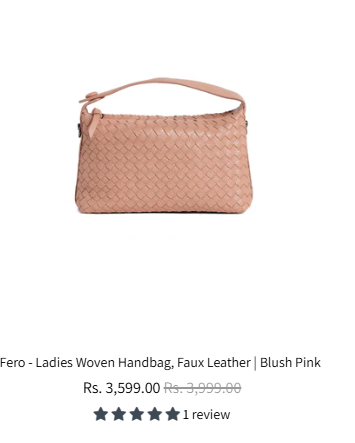 Fero - Ladies Woven Handbag, Faux Leather | Blush Pink
Rs. 3,599.00 Rs. 3,999.00
1 review